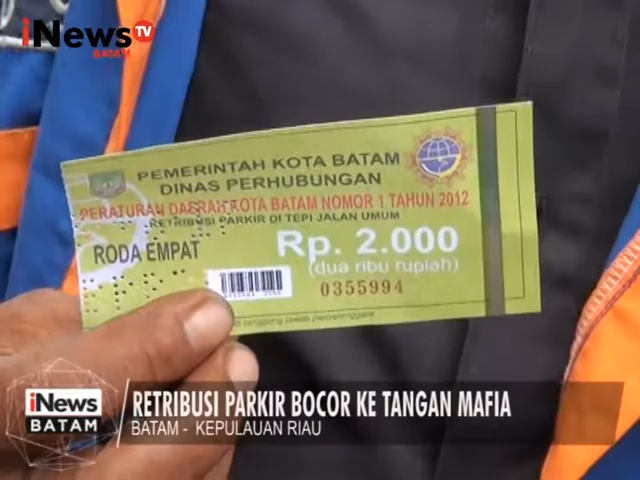 iNews TV
BATAM
PEMERINTAH KOTA BATAM
DINAS PERHUBUNGAN
PERATURAN DAERAH KOTA BATAM NOMOR 1 TAHUN 2012
RETRIBUSI PARKIR DI TEPI JALAN UMUM
RODA EMPAT
Rp. 2.000
(dua ribu rupiah)
0355994
tanggung jawab
iNews
BATAM
RETRIBUSI PARKIR BOCOR KE TANGAN MAFIA
BATAM - KEPULAUAN RIAU